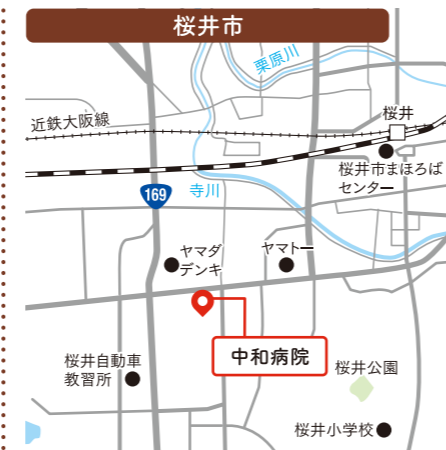 桜井市
栗原川
桜井
近鉄大阪線
桜井市まほろば
センター
169
寺川
ヤマダ
デンキ
ヤマトー
中和病院
桜井自動車
教習所
桜井公園
桜井小学校